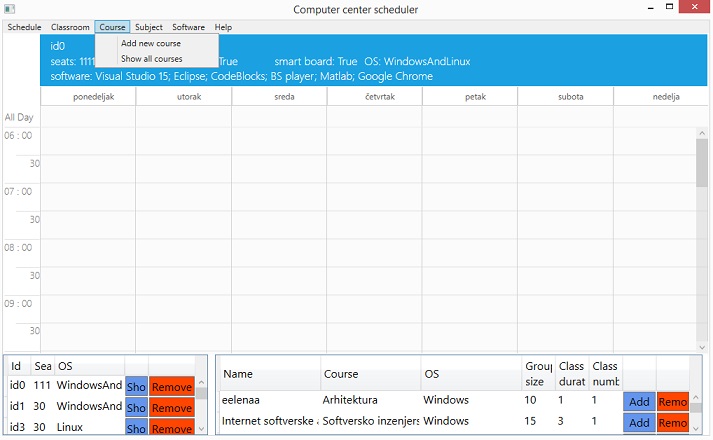 Computer center scheduler
Schedule Classroom Course Subject Software Help
Add new course
Show all courses
id0
seats: 1111 True smart board: True OS: WindowsAndLinux
software: Visual Studio 15; Eclipse; CodeBlocks; BS player; Matlab; Google Chrome
ponedeljak utorak sreda četvrtak petak subota nedelja
All Day
06 : 00
30
07 : 00
30
08 : 00
30
09 : 00
30
Id Sea OS
id0 111 WindowsAnd Sho Remove
id1 30 WindowsAnd Sho Remove
id3 30 Linux Sho Remove
Name Course OS Group size Class durat Class numb
eelenaa Arhitektura Windows 10 1 1 Add Remo
Internet softverske a Softversko inzenjers Windows 15 3 1 Add Remo